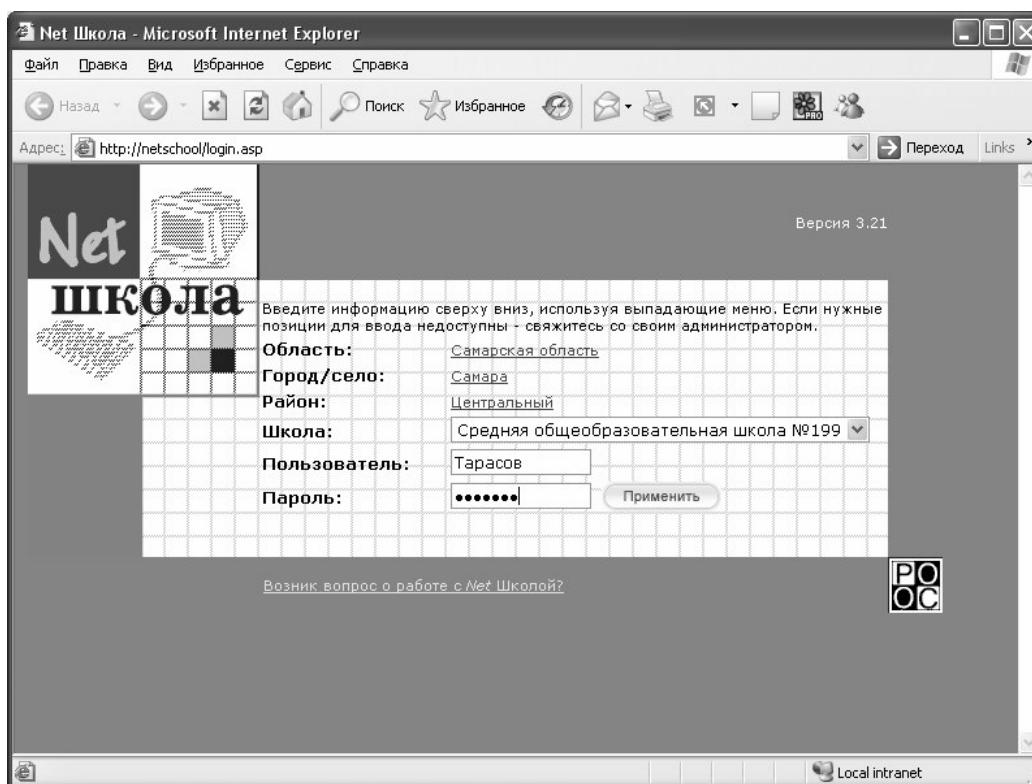 Net Школа - Microsoft Internet Explorer
Файл Правка Вид Избранное Сервис Справка
Назад Поиск Избранное
Адрес: http://netschool/login.asp Переход Links »
Net
школа
Версия 3.21
Введите информацию сверху вниз, используя выпадающие меню. Если нужные
позиции для ввода недоступны - свяжитесь со своим администратором.
Область: Самарская область
Город/село: Самара
Район: Центральный
Школа: Средняя общеобразовательная школа №199
Пользователь: Тарасов
Пароль: ••••••• Применить
Возник вопрос о работе с Net Школой?
РО
ОС
Local intranet